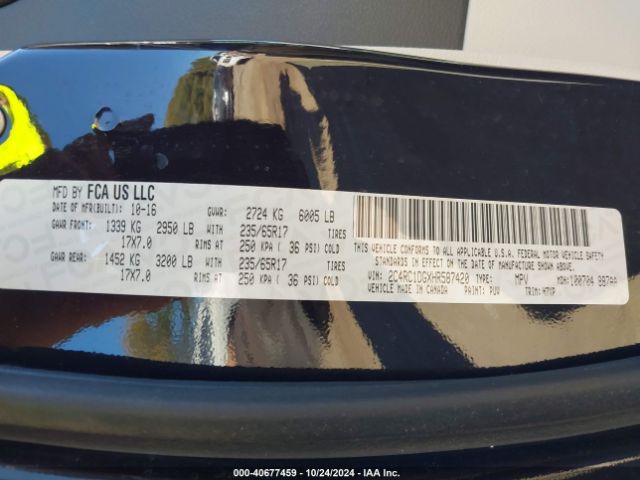 MFD BY FCA US LLC
DATE OF MFR(BUILT): 10-16 GVWR: 2724 KG 6005 LB
GAWR FRONT: 1339 KG 2950 LB WITH 235/65R17 TIRES
17X7.0 RIMS AT 250 KPA ( 36 PSI) COLD
GAWR REAR: 1452 KG 3200 LB WITH 235/65R17 TIRES
17X7.0 RIMS AT 250 KPA ( 36 PSI) COLD
THIS VEHICLE CONFORMS TO ALL APPLICABLE U.S.A. FEDERAL MOTOR VEHICLE SAFETY
STANDARDS IN EFFECT ON THE DATE OF MANUFACTURE SHOWN ABOVE.
VIN: 2C4RC1DGXHR587420 TYPE: MPV MDH: 100704 997AA
VEHICLE MADE IN CANADA PAINT: TRIM:
000-40677459 - 10/24/2024 - IAA Inc.